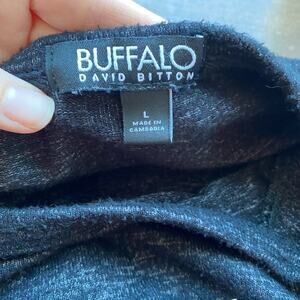 BUFFALO
DAVID BITTON
L
MADE IN
CAMBODIA